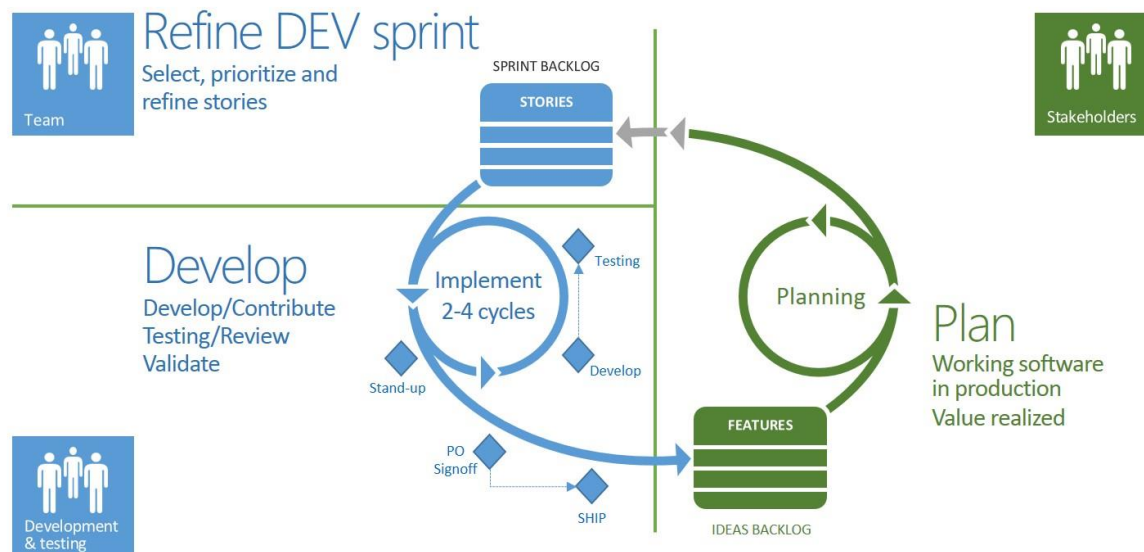 Refine DEV sprint
Select, prioritize and
refine stories
Team
SPRINT BACKLOG
STORIES
Stakeholders
Develop
Develop/Contribute
Testing/Review
Validate
Implement
2-4 cycles
Testing
Develop
Stand-up
PO
Signoff
SHIP
Development
& testing
Planning
Plan
Working software
in production
Value realized
FEATURES
IDEAS BACKLOG